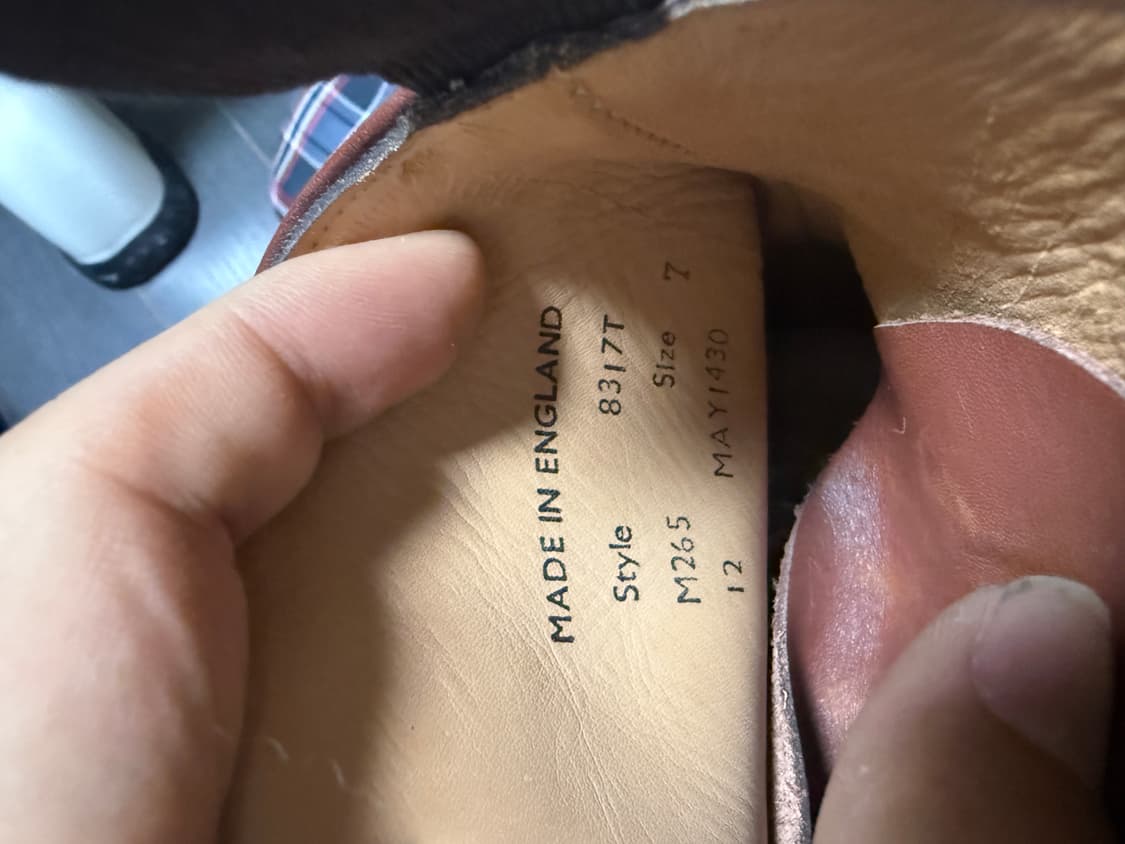 MADE IN ENGLAND
Style 8317T
M265 Size 7
12 MAY1430